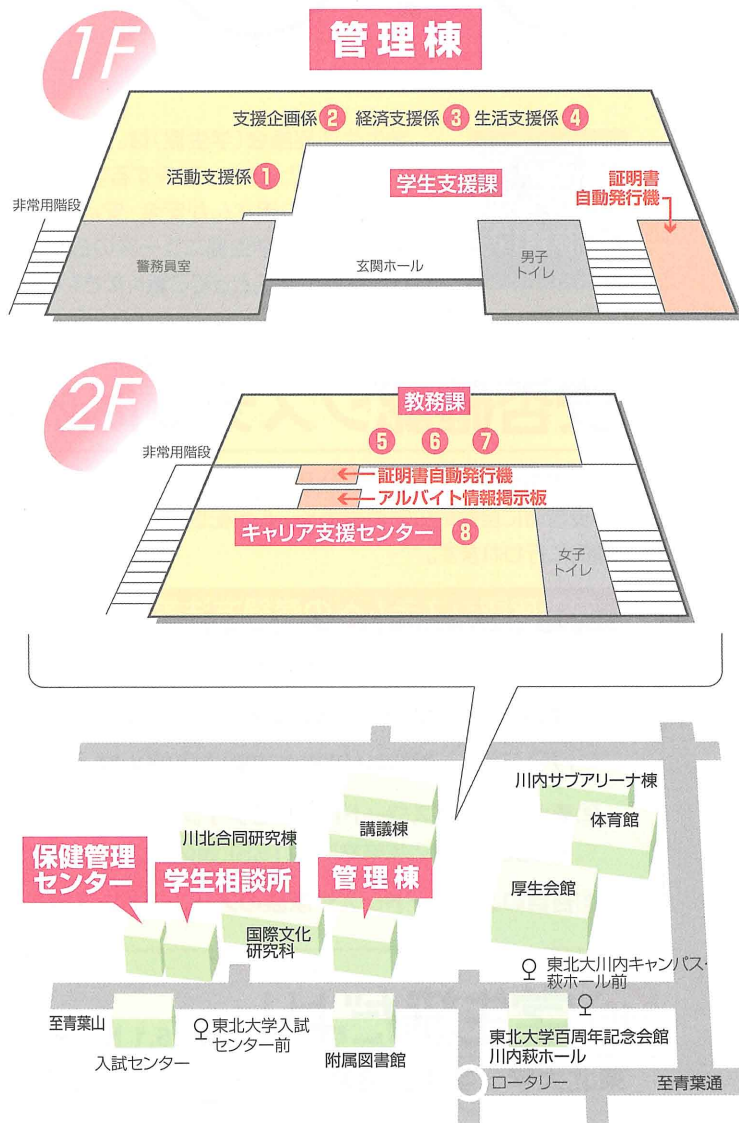 1F
管理棟
支援企画係 2 経済支援係 3 生活支援係 4
活動支援係 1
学生支援課
証明書
自動発行機
非常用階段
警務員室
玄関ホール
男子
トイレ
2F
教務課
5 6 7
非常用階段
証明書自動発行機
アルバイト情報掲示板
キャリア支援センター 8
女子
トイレ
川内サブアリーナ棟
体育館
講議棟
川北合同研究棟
保健管理
センター
学生相談所
管理棟
厚生会館
国際文化
研究科
東北大川内キャンパス・
萩ホール前
至青葉山
入試センター
東北大学入試
センター前
附属図書館
東北大学百周年記念会館
川内萩ホール
ロータリー
至青葉通